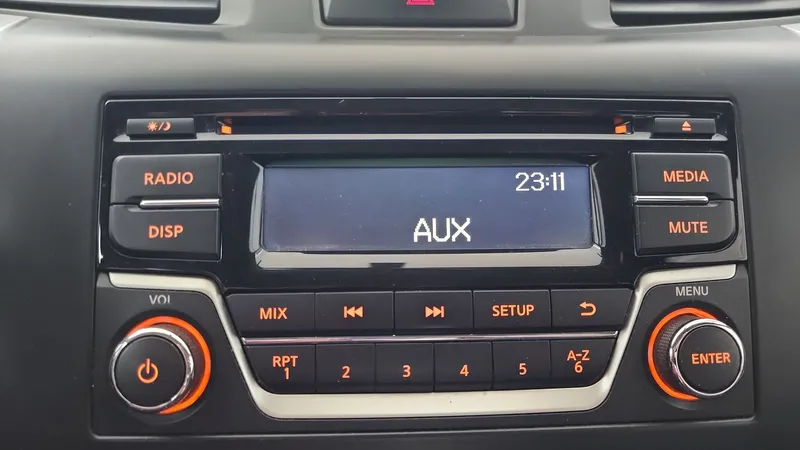 RADIO
DISP
23:11
AUX
MEDIA
MUTE
VOL
MIX
SETUP
MENU
RPT
1
2
3
4
5
A-Z
6
ENTER